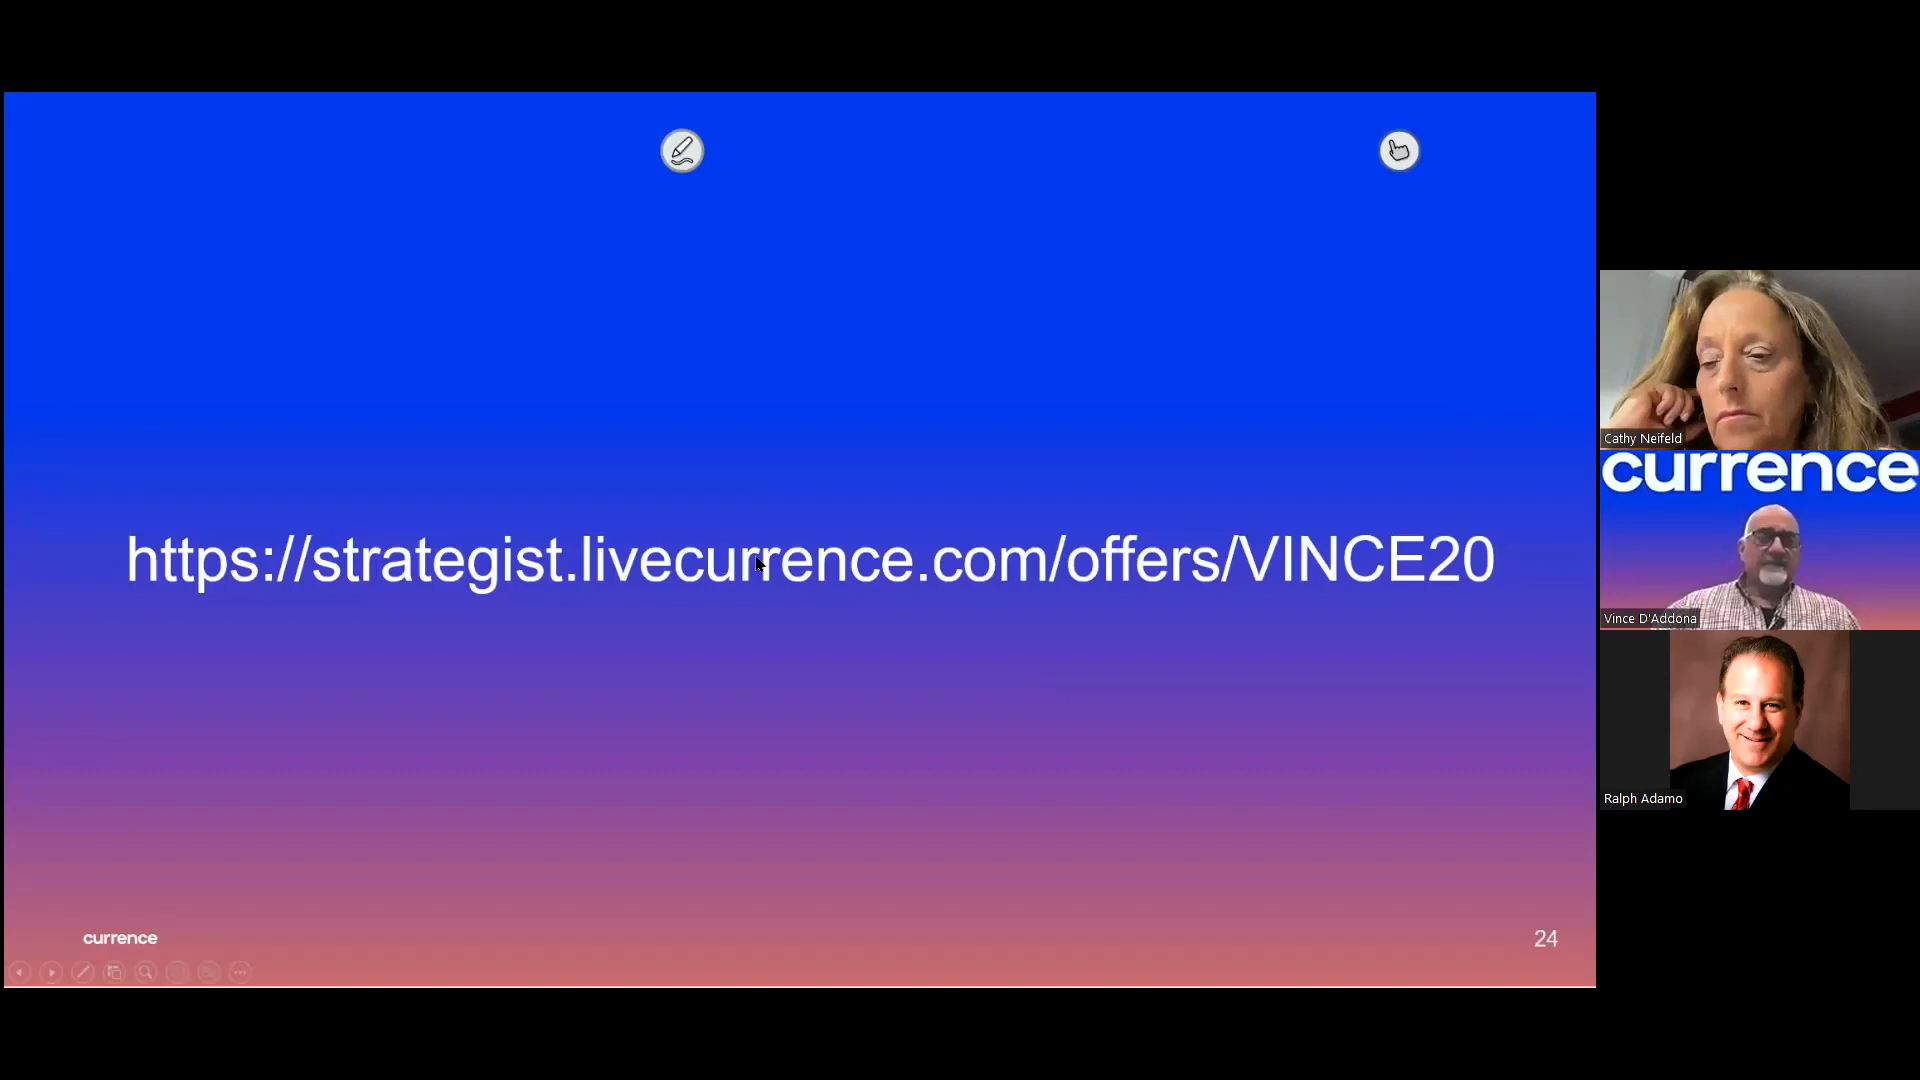 https://strategist.livecurrence.com/offers/VINCE20
currence
24
Cathy Neifeld
currence
Vince D'Addona
Ralph Adamo